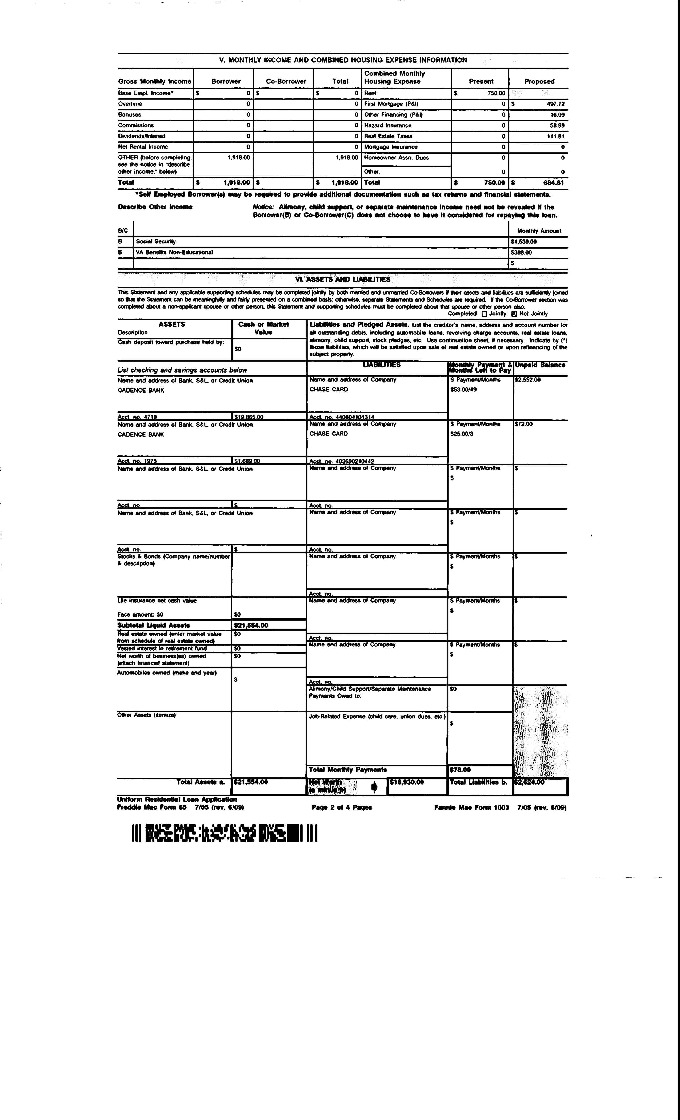 V. MONTHLY INCOME AND COMBINED HOUSING EXPENSE INFORMATION
Gross Monthly Income Borrower Co-Borrower Total Combined Monthly Housing Expense Present Proposed
Base Empl. Income* $ 0 $ 0 $ 0 Rent $ 750.00
Overtime 0 0 First Mortgage (P&I) 0 $
Bonuses 0 0 Other Financing (P&I) 0
Commissions 0 0 Hazard Insurance 0
Dividends/Interest 0 0 Real Estate Taxes 0
Net Rental Income 0 0 Mortgage Insurance 0 0
OTHER (before completing, see the notice in "describe other income," below) 1,918.00 1,918.00 Homeowner Assn. Dues 0 0
Other: 0 0
Total $ 1,918.00 $ $ 1,918.00 Total $ 750.00 $ 684.81
*Self Employed Borrower(s) may be required to provide additional documentation such as tax returns and financial statements.
Describe Other Income
Notice: Alimony, child support, or separate maintenance income need not be revealed if the
Borrower(B) or Co-Borrower(C) does not choose to have it considered for repaying this loan.
B/C Monthly Amount
B Social Security
B VA Benefits Non-Educational
$
VI. ASSETS AND LIABILITIES
This Statement and any applicable supporting schedules may be completed jointly by both married and unmarried Co-Borrowers if their assets and liabilities are sufficiently joined
so that the Statement can be meaningfully and fairly presented on a combined basis; otherwise, separate Statements and Schedules are required. If the Co-Borrower section was
completed about a non-applicant spouse or other person, this Statement and supporting schedules must be completed about that spouse or other person also.
Completed Jointly Not Jointly
ASSETS
Description
Cash or Market Value
Liabilities and Pledged Assets. List the creditor's name, address and account number for
all outstanding debts, including automobile loans, revolving charge accounts, real estate loans,
alimony, child support, stock pledges, etc. Use continuation sheet, if necessary. Indicate by (*)
those liabilities, which will be satisfied upon sale of real estate owned or upon refinancing of the
subject property.
Cash deposit toward purchase held by: $0
LIABILITIES Monthly Payment & Months Left to Pay Unpaid Balance
List checking and savings accounts below
Name and address of Bank, S&L, or Credit Union Name and address of Company $ Payment/Months $2,552.00
CADENCE BANK CHASE CARD $53.00/49
Acct. no. 4719 Acct. no.
Name and address of Bank, S&L, or Credit Union Name and address of Company $ Payment/Months $72.00
CADENCE BANK CHASE CARD $25.00/3
Acct. no. Acct. no.
Name and address of Bank, S&L, or Credit Union Name and address of Company $ Payment/Months $
$
Acct. no. $ Acct. no.
Name and address of Bank, S&L, or Credit Union Name and address of Company $ Payment/Months $
$
Acct. no. $ Acct. no.
Stocks & Bonds (Company name/number & description) Name and address of Company $ Payment/Months $
$
Acct. no.
Life insurance net cash value Name and address of Company $ Payment/Months $
Face amount: $0 $0 $
Subtotal Liquid Assets $21,554.00
Real estate owned (enter market value from schedule of real estate owned) $0 Acct. no.
Vested interest in retirement fund $0 Name and address of Company $ Payment/Months $
Net worth of business(es) owned (attach financial statement) $0 $
Automobiles owned (make and year) $
Acct. no.
Alimony/Child Support/Separate Maintenance Payments Owed to: $0
Other Assets (itemize) Job-Related Expense (child care, union dues, etc.) $
Total Monthly Payments $78.00
Total Assets a. $21,554.00 Net Worth (a minus b) $18,930.00 Total Liabilities b. $2,624.00
Uniform Residential Loan Application
Freddie Mac Form 65 7/05 (rev. 6/09) Page 2 of 4 Pages Fannie Mae Form 1003 7/05 (rev. 6/09)